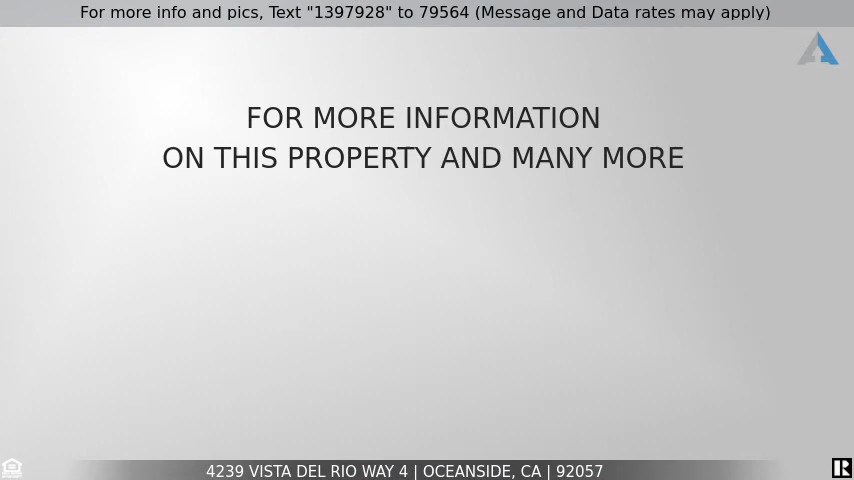 For more info and pics, Text "1397928" to 79564 (Message and Data rates may apply)
FOR MORE INFORMATION
ON THIS PROPERTY AND MANY MORE
4239 VISTA DEL RIO WAY 4 | OCEANSIDE, CA | 92057